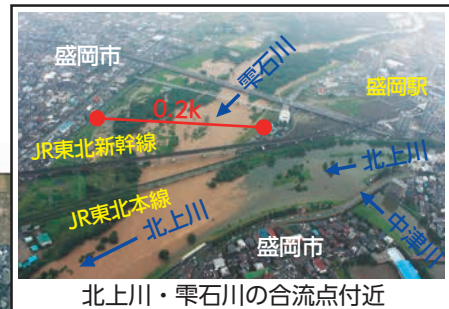 盛岡市
雫石川
盛岡駅
0.2k
JR東北新幹線
北上川
JR東北本線
北上川
中津川
盛岡市
北上川・雫石川の合流点付近